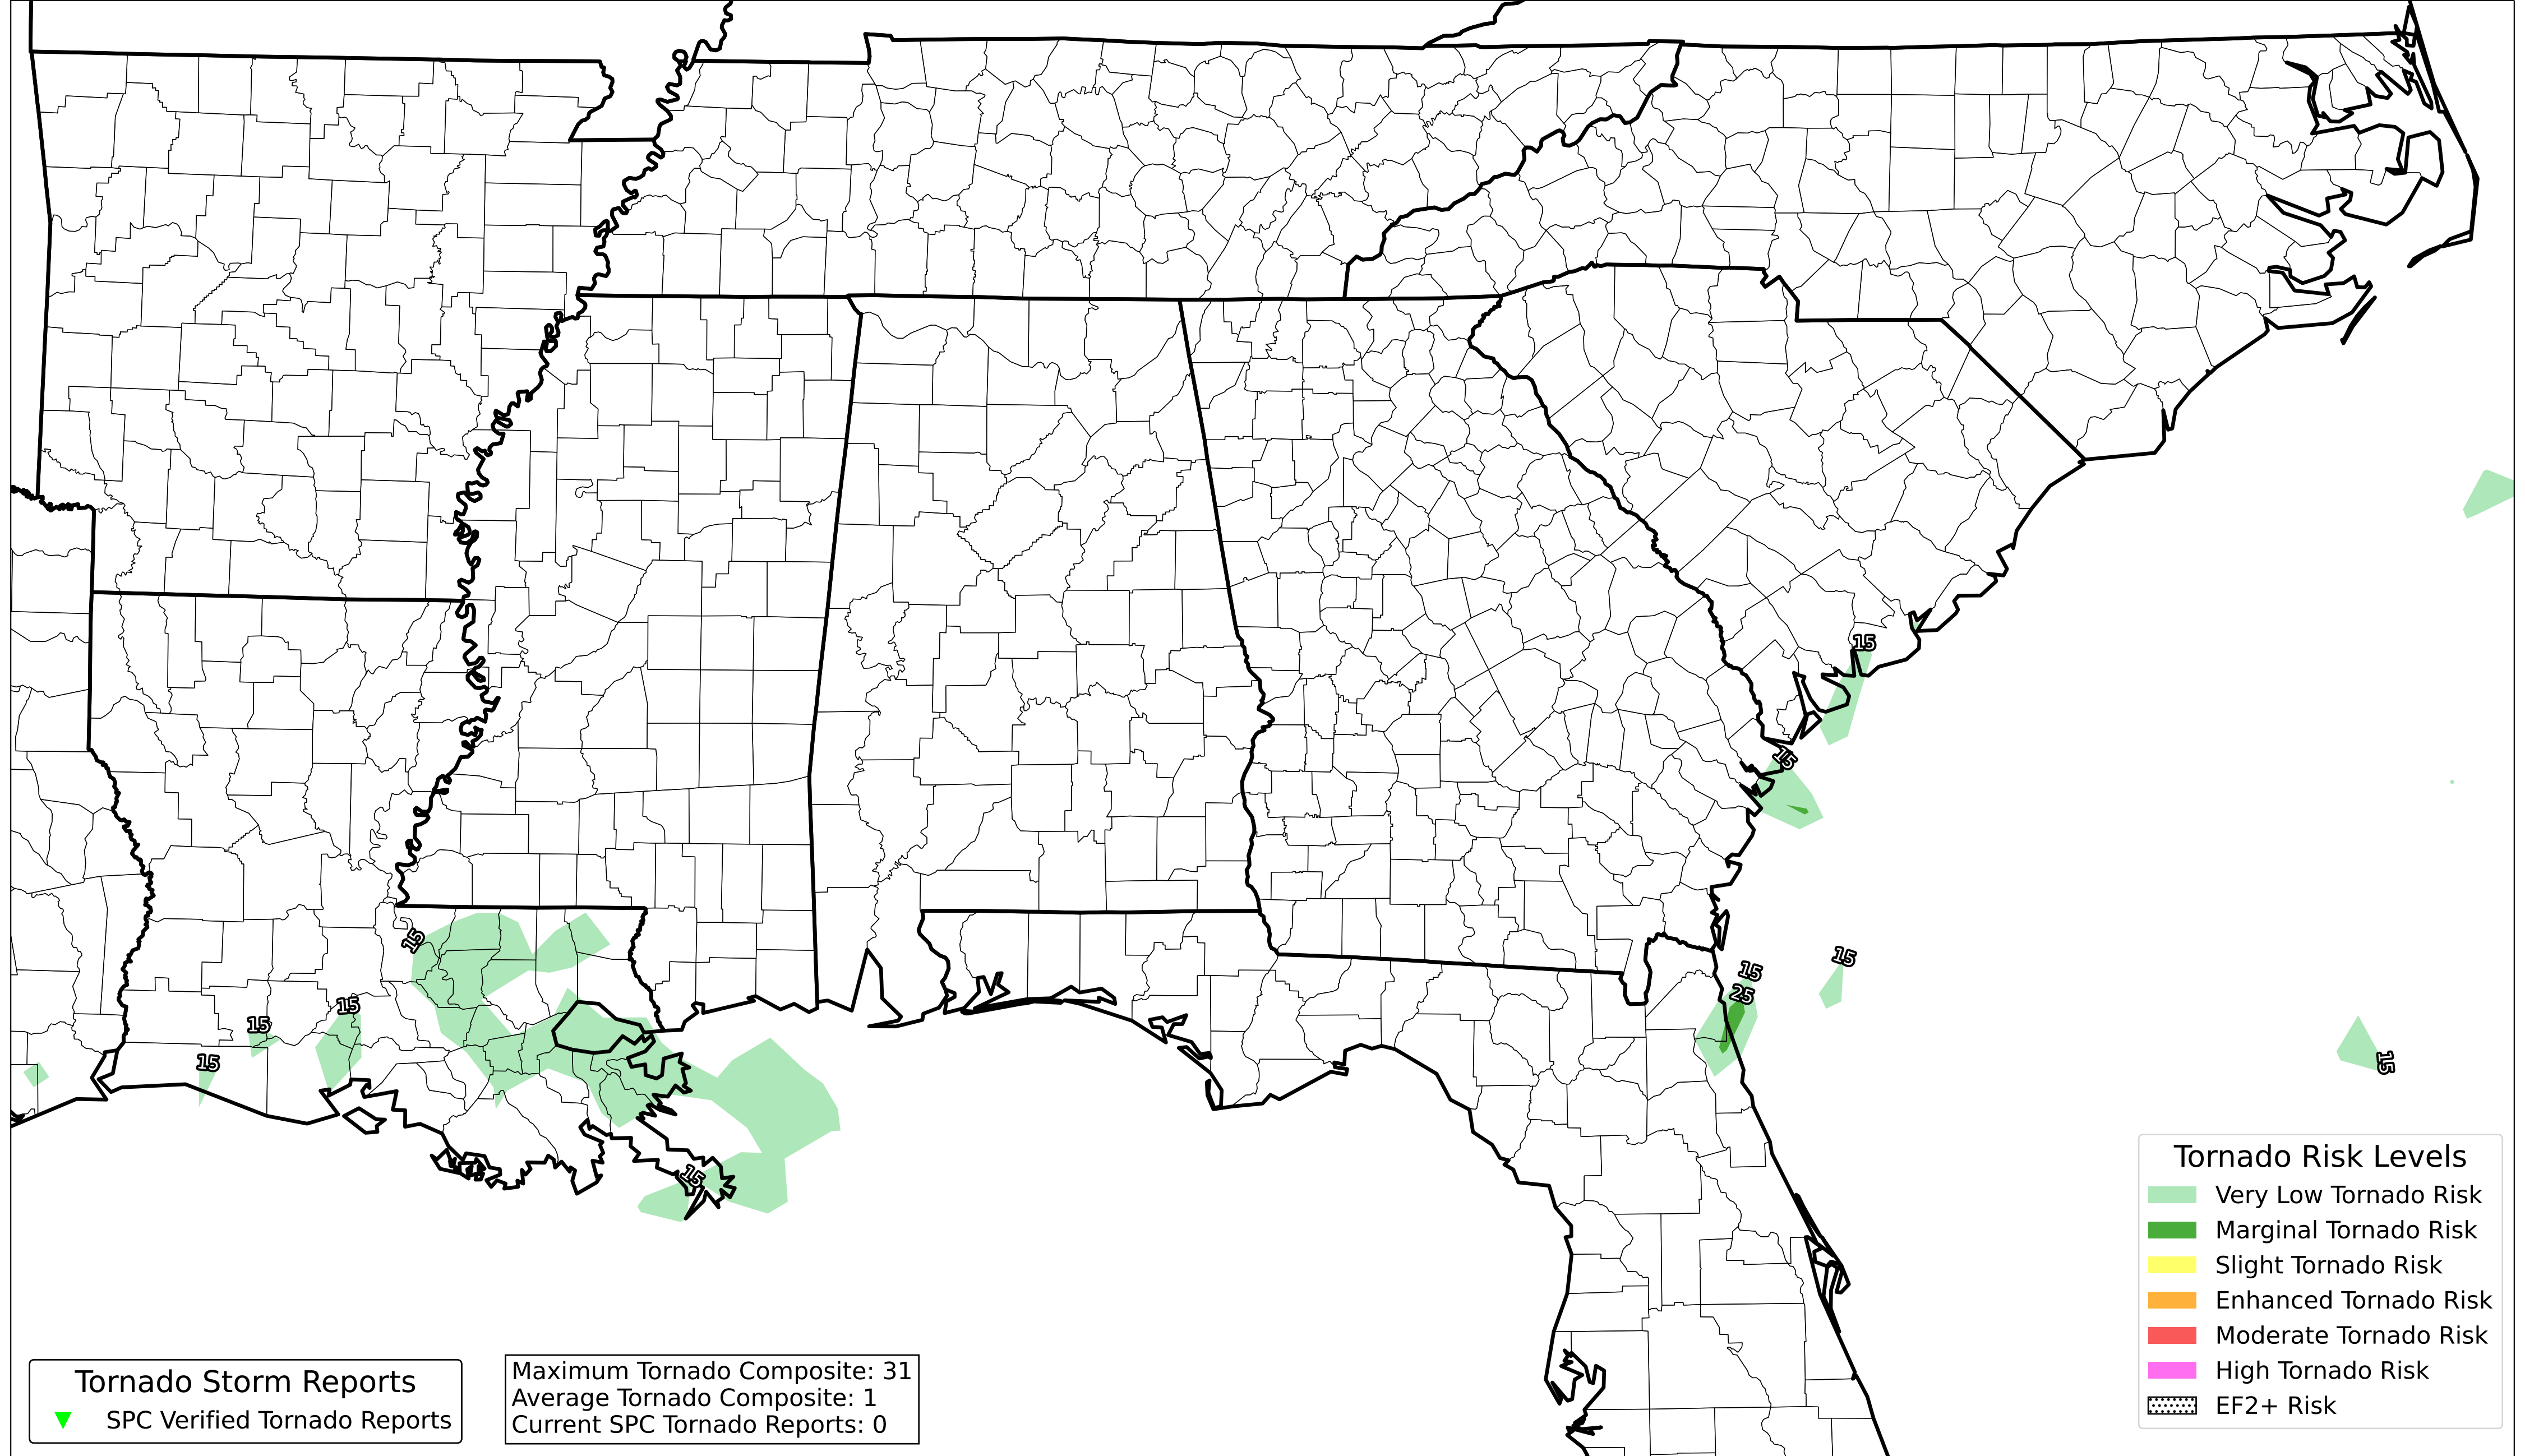 15
15
15
15
15
15
25
15
15
15
15
15
Tornado Risk Levels
Very Low Tornado Risk
Marginal Tornado Risk
Slight Tornado Risk
Enhanced Tornado Risk
Moderate Tornado Risk
High Tornado Risk
EF2+ Risk
Tornado Storm Reports
SPC Verified Tornado Reports
Maximum Tornado Composite: 31
Average Tornado Composite: 1
Current SPC Tornado Reports: 0